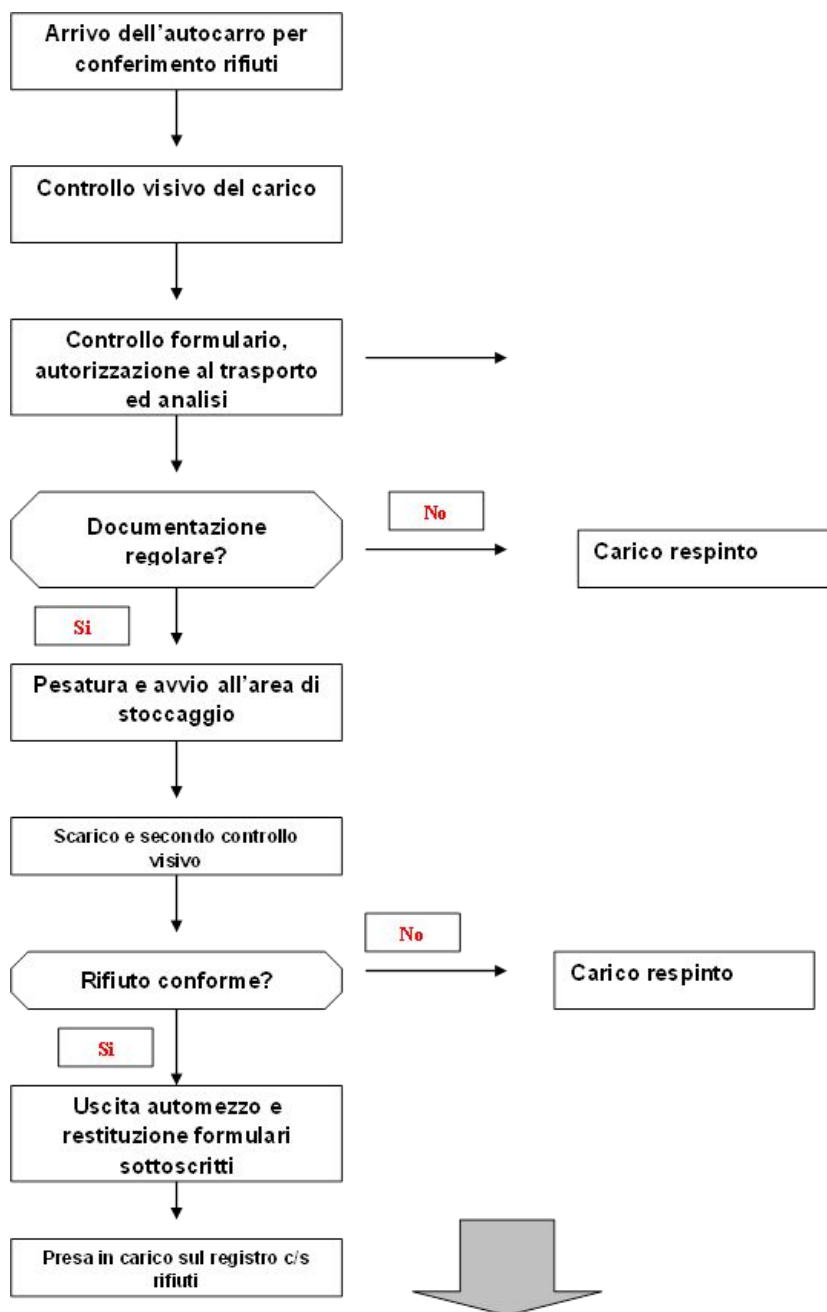 Arrivo dell'autocarro per
conferimento rifiuti
Controllo visivo del carico
Controllo formulario,
autorizzazione al trasporto
ed analisi
Documentazione
regolare?
No
Carico respinto
Si
Pesatura e avvio all'area di
stoccaggio
Scarico e secondo controllo
visivo
Rifiuto conforme?
No
Carico respinto
Si
Uscita automezzo e
restituzione formulari
sottoscritti
Presa in carico sul registro c/s
rifiuti